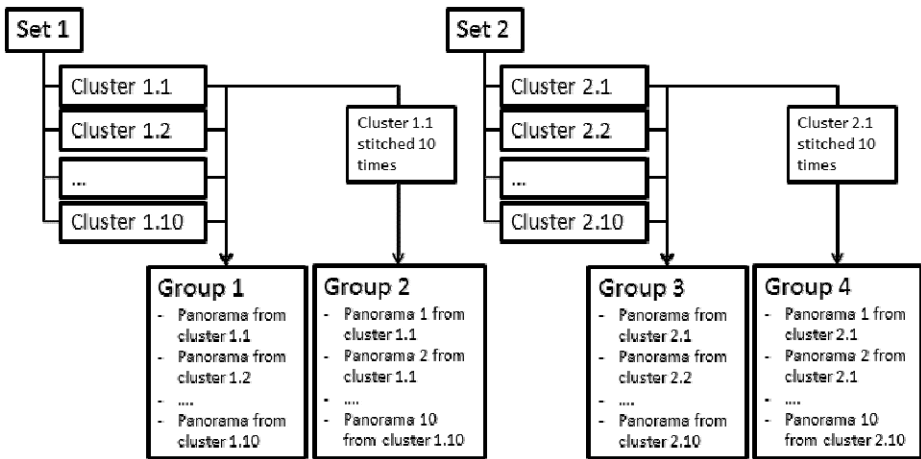 Set 1
Cluster 1.1
Cluster 1.2
...
Cluster 1.10
Cluster 1.1
stitched 10
times
Group 1
- Panorama from
cluster 1.1
- Panorama from
cluster 1.2
- ....
- Panorama from
cluster 1.10
Group 2
- Panorama 1 from
cluster 1.1
- Panorama 2 from
cluster 1.1
- ....
- Panorama 10
from cluster 1.10
Set 2
Cluster 2.1
Cluster 2.2
...
Cluster 2.10
Cluster 2.1
stitched 10
times
Group 3
- Panorama from
cluster 2.1
- Panorama from
cluster 2.2
- ....
- Panorama from
cluster 2.10
Group 4
- Panorama 1 from
cluster 2.1
- Panorama 2 from
cluster 2.1
- ....
- Panorama 10
from cluster 2.10